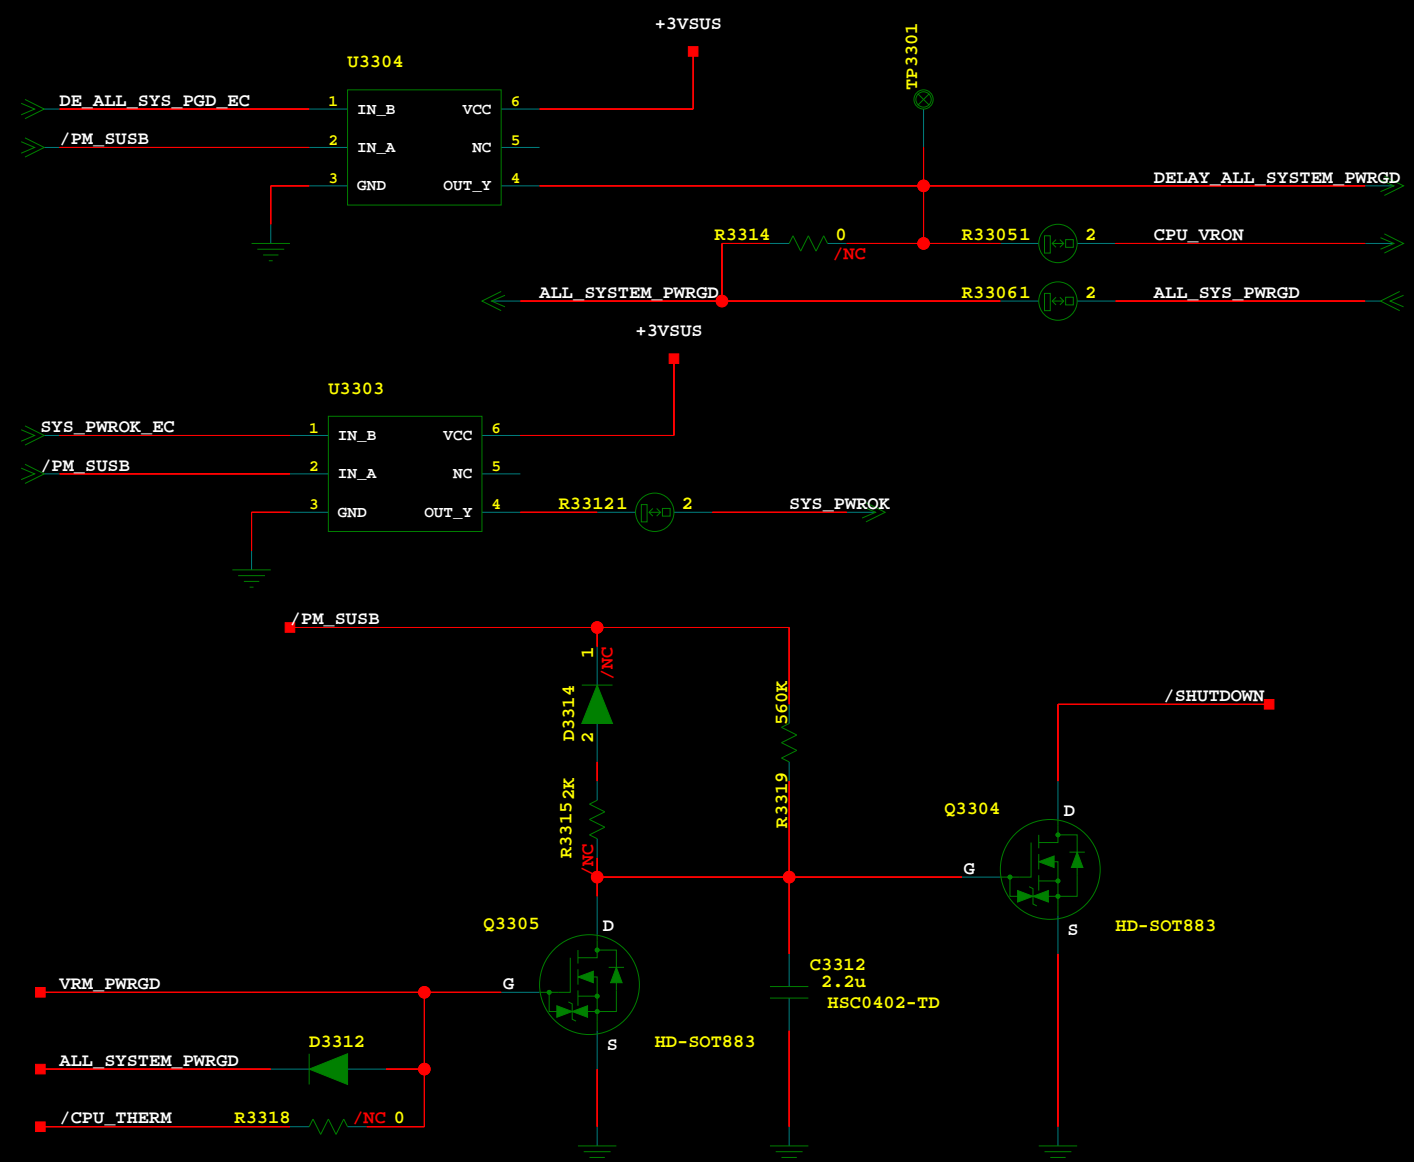 +3VSUS
TP3301
U3304
DE_ALL_SYS_PGD_EC 1 IN_B VCC 6
/PM_SUSB 2 IN_A NC 5
3 GND OUT_Y 4 DELAY_ALL_SYSTEM_PWRGD
R3314 0 R33051 2 CPU_VRON
/NC
ALL_SYSTEM_PWRGD R33061 2 ALL_SYS_PWRGD
+3VSUS
U3303
SYS_PWROK_EC 1 IN_B VCC 6
/PM_SUSB 2 IN_A NC 5
3 GND OUT_Y 4 R33121 2 SYS_PWROK
/PM_SUSB
1 /NC
D3314
2
560K
R3319
R3315 2K
/NC
/SHUTDOWN
Q3304
D
G
S
HD-SOT883
Q3305
D
G
S
HD-SOT883
C3312
2.2u
HSC0402-TD
VRM_PWRGD
D3312
ALL_SYSTEM_PWRGD
/CPU_THERM R3318 /NC 0